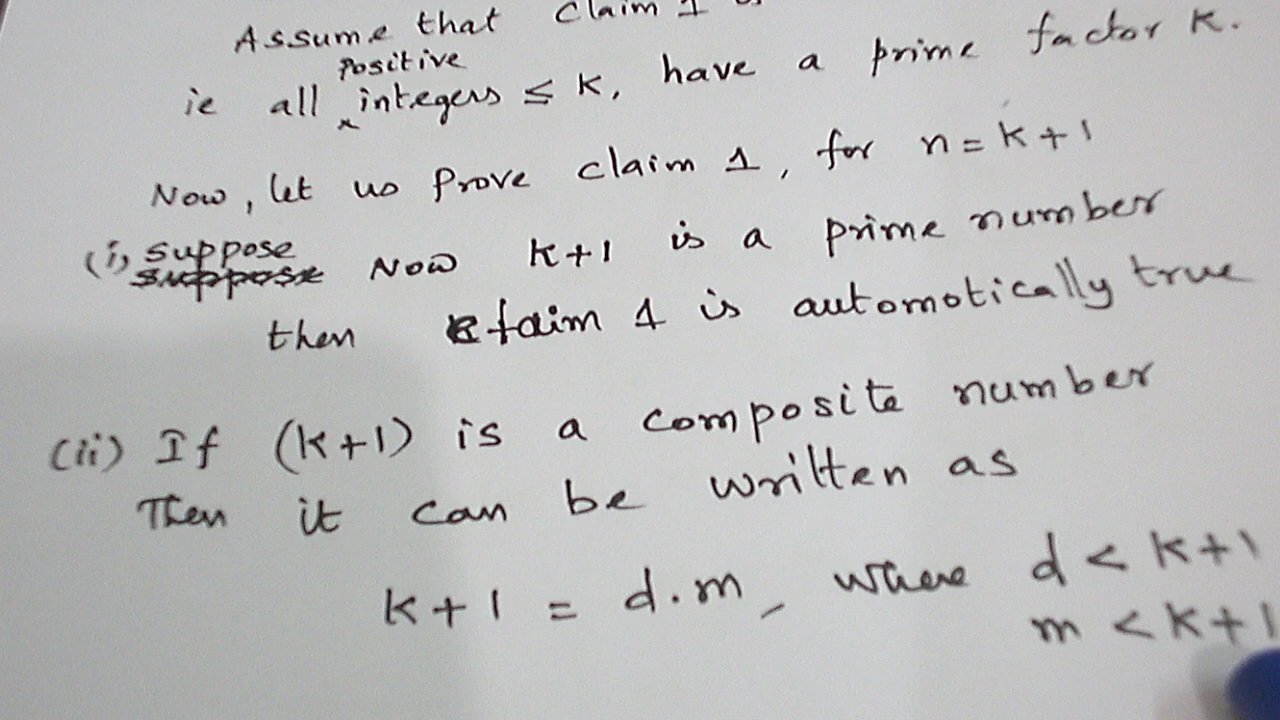 Assume that Claim 1
Positive
ie all integers ≤ K, have a prime factor K.
Now, let us Prove claim 1, for n = K + 1
(i) suppose
suppose Now K+1 is a prime number
then claim 1 is automotically true
(ii) If (K+1) is a composite number
Then it can be written as
K + 1 = d.m, where d < K+1
m < K+1